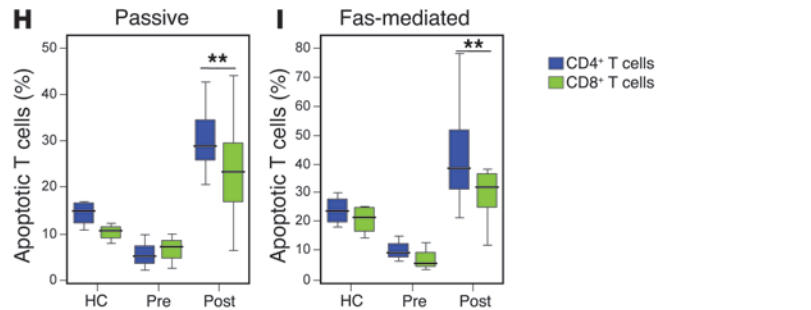 H
Passive
Apoptotic T cells (%)
50
40
30
20
10
0
**
HC
Pre
Post
I
Fas-mediated
Apoptotic T cells (%)
80
70
60
50
40
30
20
10
0
**
HC
Pre
Post
CD4⁺ T cells
CD8⁺ T cells